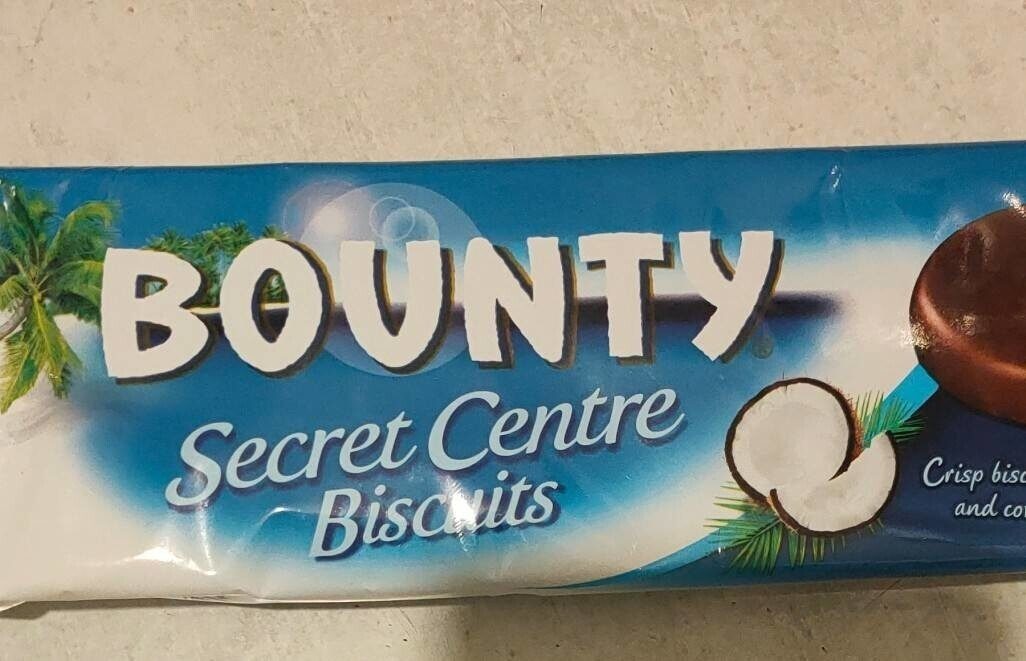 BOUNTY
Secret Centre
Biscuits
Crisp
and